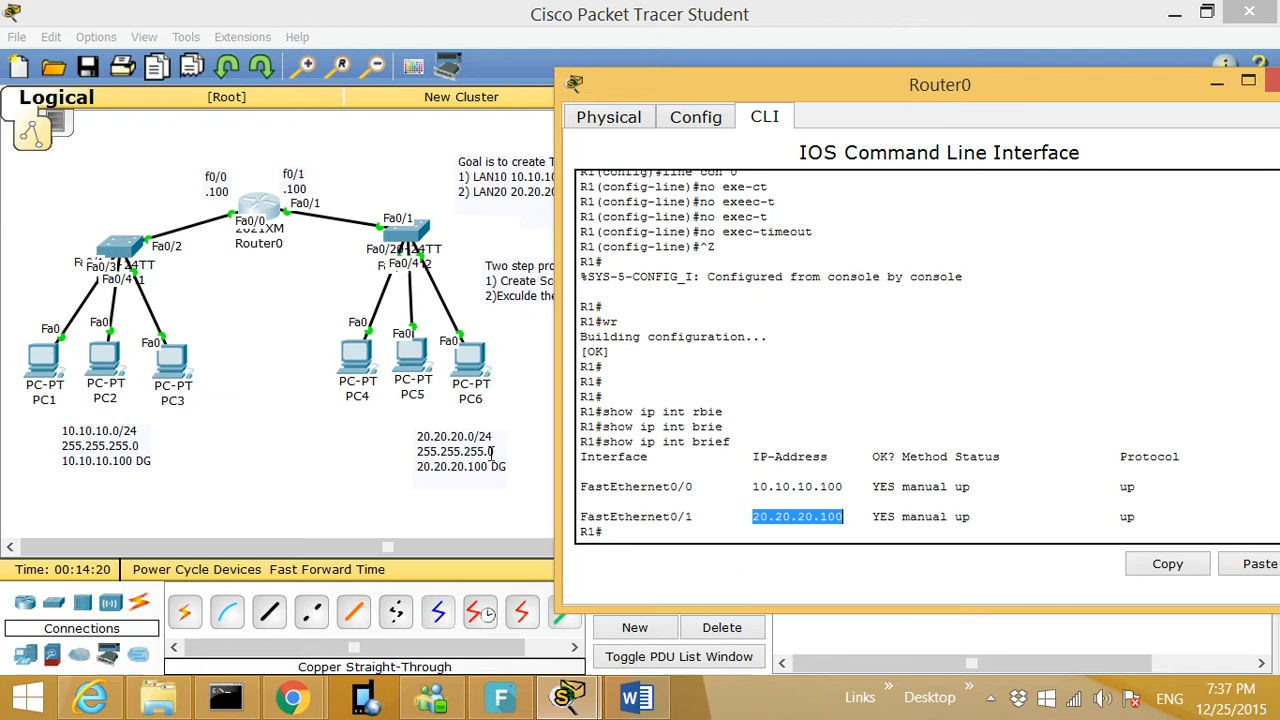 Cisco Packet Tracer Student
File Edit Options View Tools Extensions Help
Logical
[Root]
New Cluster
f0/0
.100
f0/1
.100
Fa0/1
Fa0/0
Router0
Goal is to create T
1) LAN10 10.10.1
2) LAN20 20.20.2
Fa0/1
Fa0/2
Fa0/4
Two step pro
1) Create Sc
2)Exculde the
Fa0
Fa0
Fa0
Fa0
Fa0
Fa0
PC-PT
PC1
PC-PT
PC2
PC-PT
PC3
PC-PT
PC4
PC-PT
PC5
PC-PT
PC6
10.10.10.0/24
255.255.255.0
10.10.10.100 DG
20.20.20.0/24
255.255.255.0
20.20.20.100 DG
Time: 00:14:20 Power Cycle Devices Fast Forward Time
Connections
Copper Straight-Through
New
Delete
Toggle PDU List Window
Router0
Physical Config CLI
IOS Command Line Interface
R1(config)#line con 0
R1(config-line)#no exe-ct
R1(config-line)#no exeec-t
R1(config-line)#no exec-t
R1(config-line)#no exec-timeout
R1(config-line)#^Z
R1#
%SYS-5-CONFIG_I: Configured from console by console
R1#
R1#wr
Building configuration...
[OK]
R1#
R1#
R1#
R1#show ip int rbie
R1#show ip int brie
R1#show ip int brief
Interface IP-Address OK? Method Status Protocol
FastEthernet0/0 10.10.10.100 YES manual up up
FastEthernet0/1 20.20.20.100 YES manual up up
R1#
Copy
Paste
Links
Desktop
ENG
7:37 PM
12/25/2015